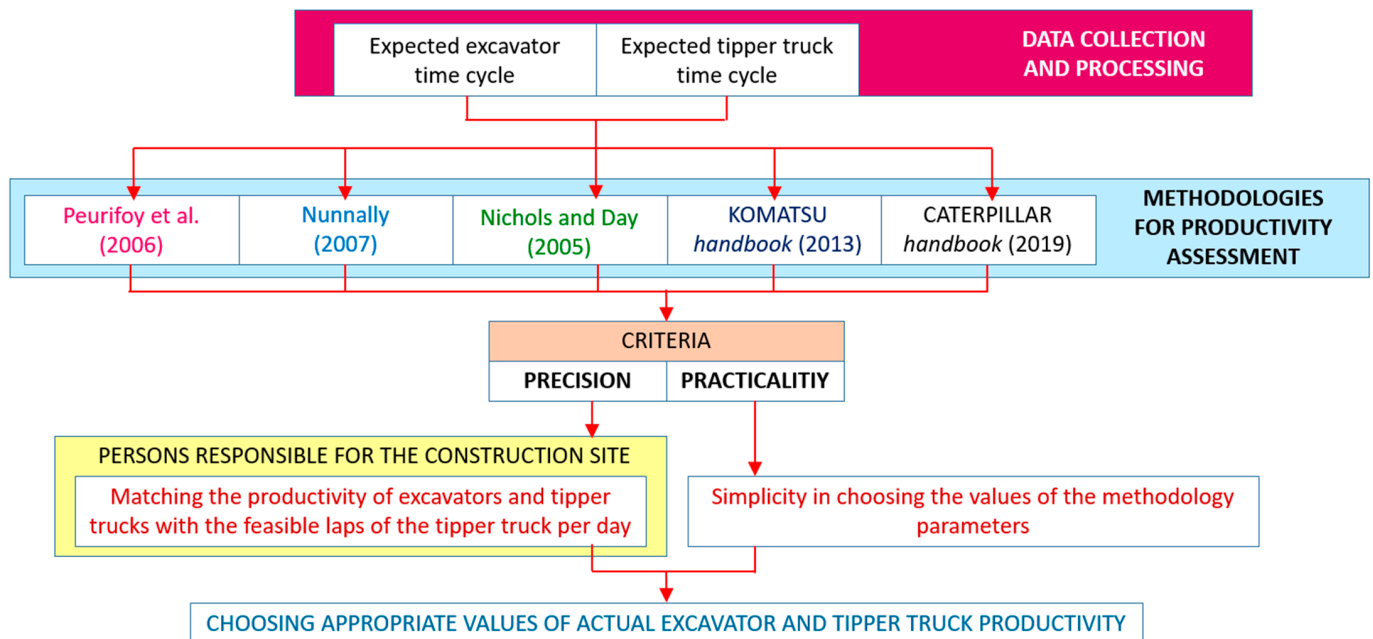 Expected excavator
time cycle
Expected tipper truck
time cycle
DATA COLLECTION
AND PROCESSING
Peurifoy et al.
(2006)
Nunnally
(2007)
Nichols and Day
(2005)
KOMATSU
handbook (2013)
CATERPILLAR
handbook (2019)
METHODOLOGIES
FOR PRODUCTIVITY
ASSESSMENT
CRITERIA
PRECISION
PRACTICALITIY
PERSONS RESPONSIBLE FOR THE CONSTRUCTION SITE
Matching the productivity of excavators and tipper
trucks with the feasible laps of the tipper truck per day
Simplicity in choosing the values of the methodology
parameters
CHOOSING APPROPRIATE VALUES OF ACTUAL EXCAVATOR AND TIPPER TRUCK PRODUCTIVITY